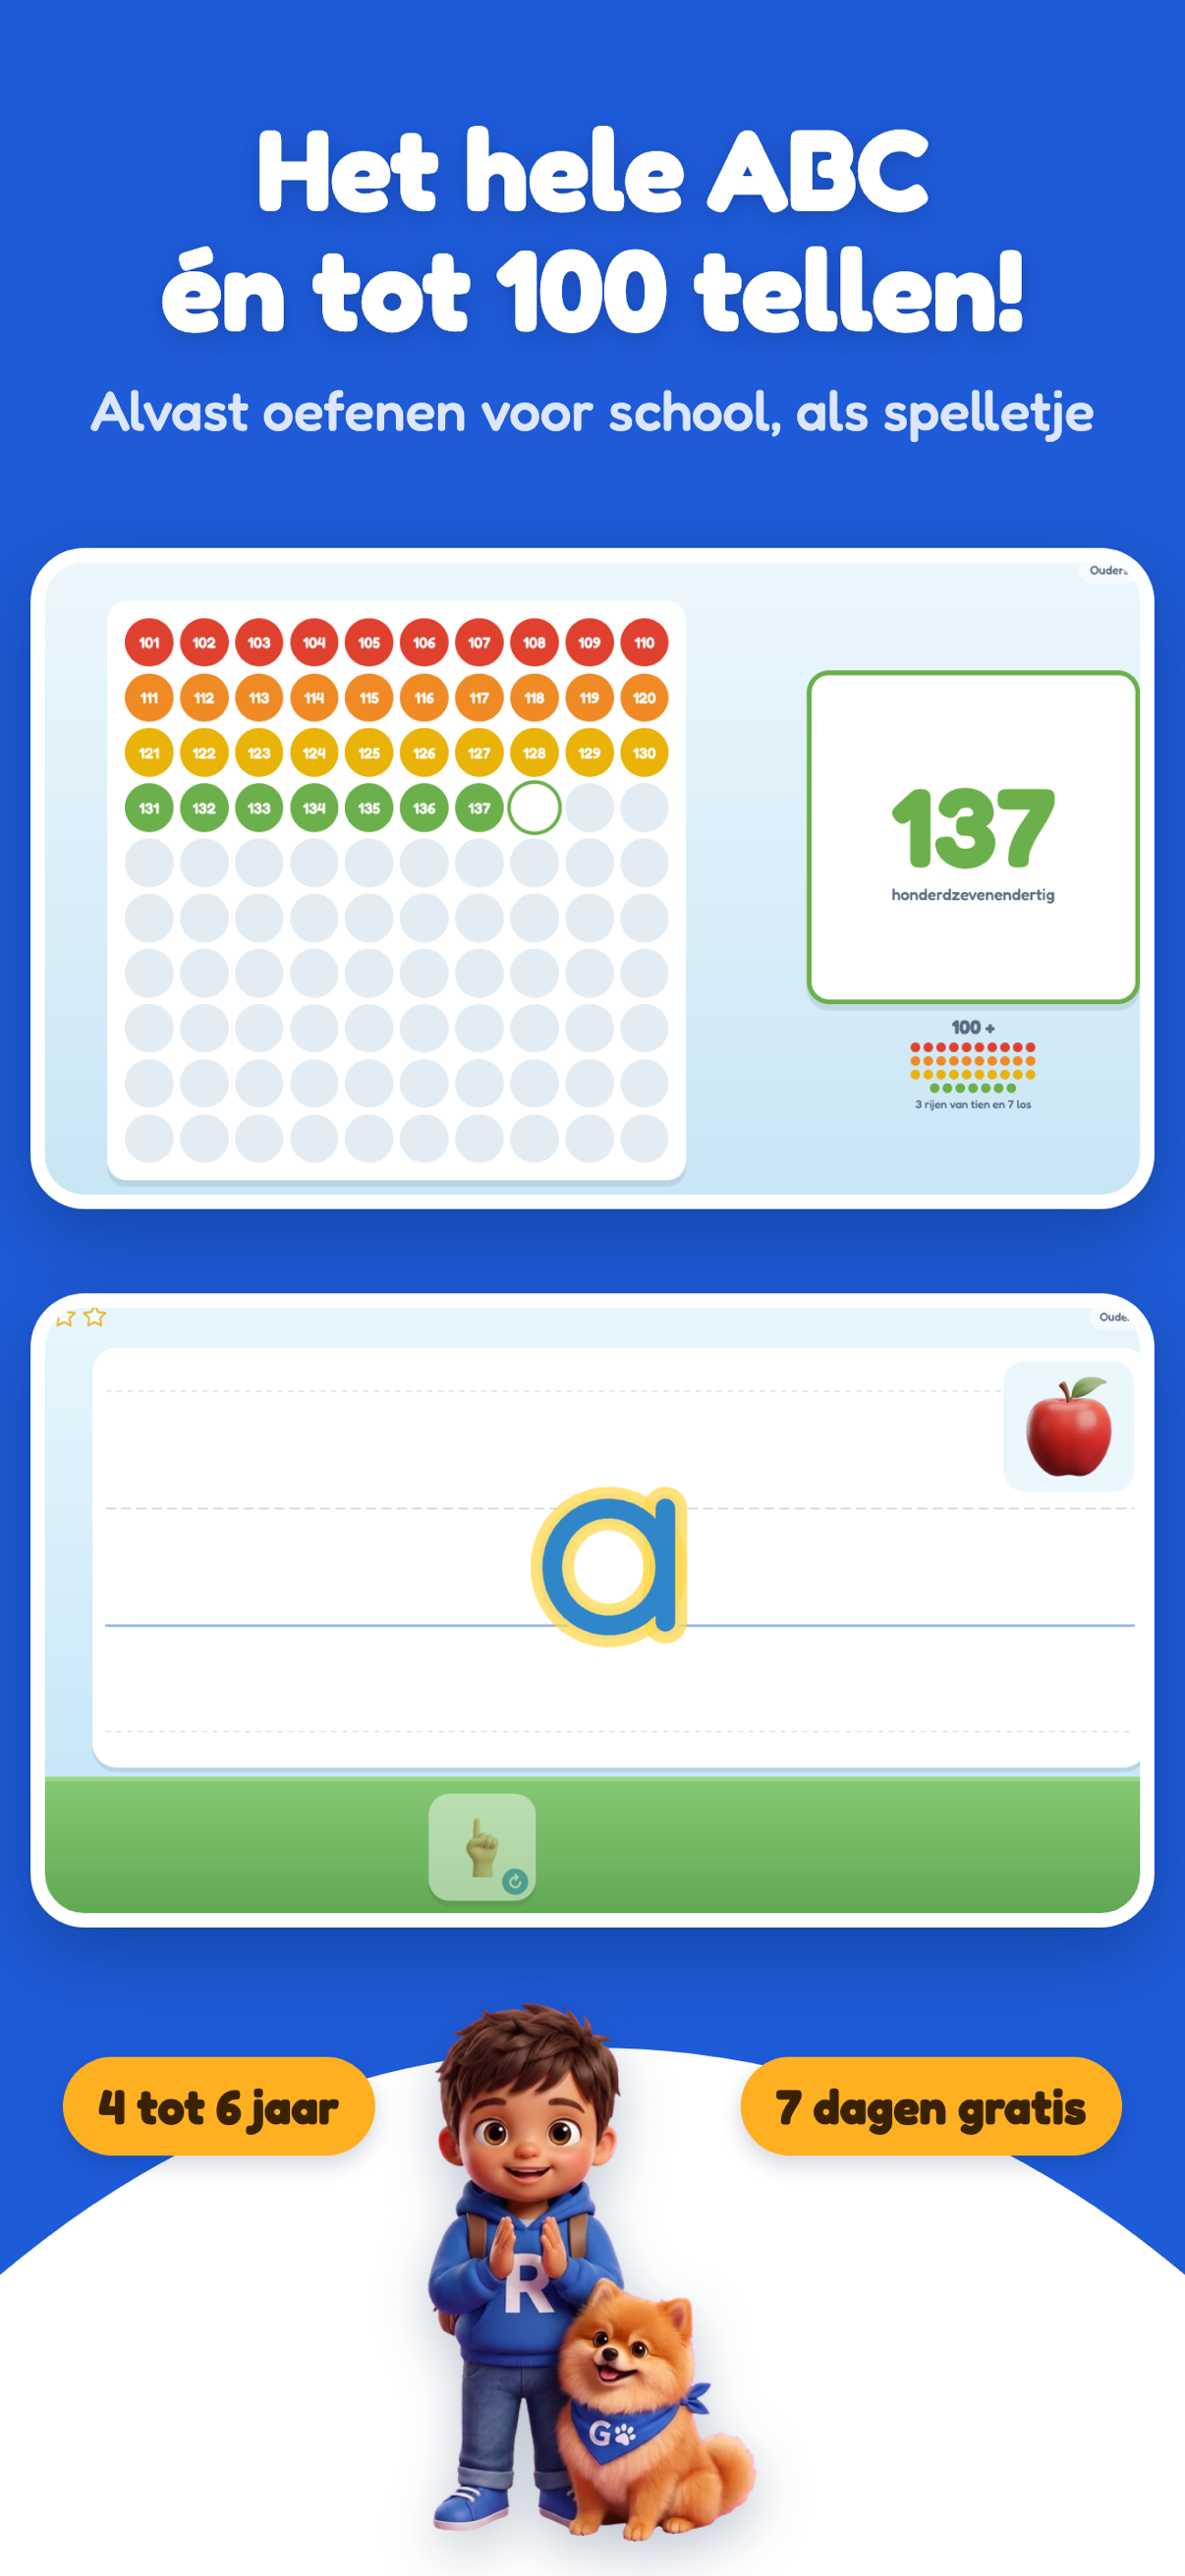 Het hele ABC
én tot 100 tellen!
Alvast oefenen voor school, als spelletje
101 102 103 104 105 106 107 108 109 110
111 112 113 114 115 116 117 118 119 120
121 122 123 124 125 126 127 128 129 130
131 132 133 134 135 136 137
137
honderdzevenendertig
100 +
3 rijen van tien en 7 los
a
4 tot 6 jaar
7 dagen gratis
R
G